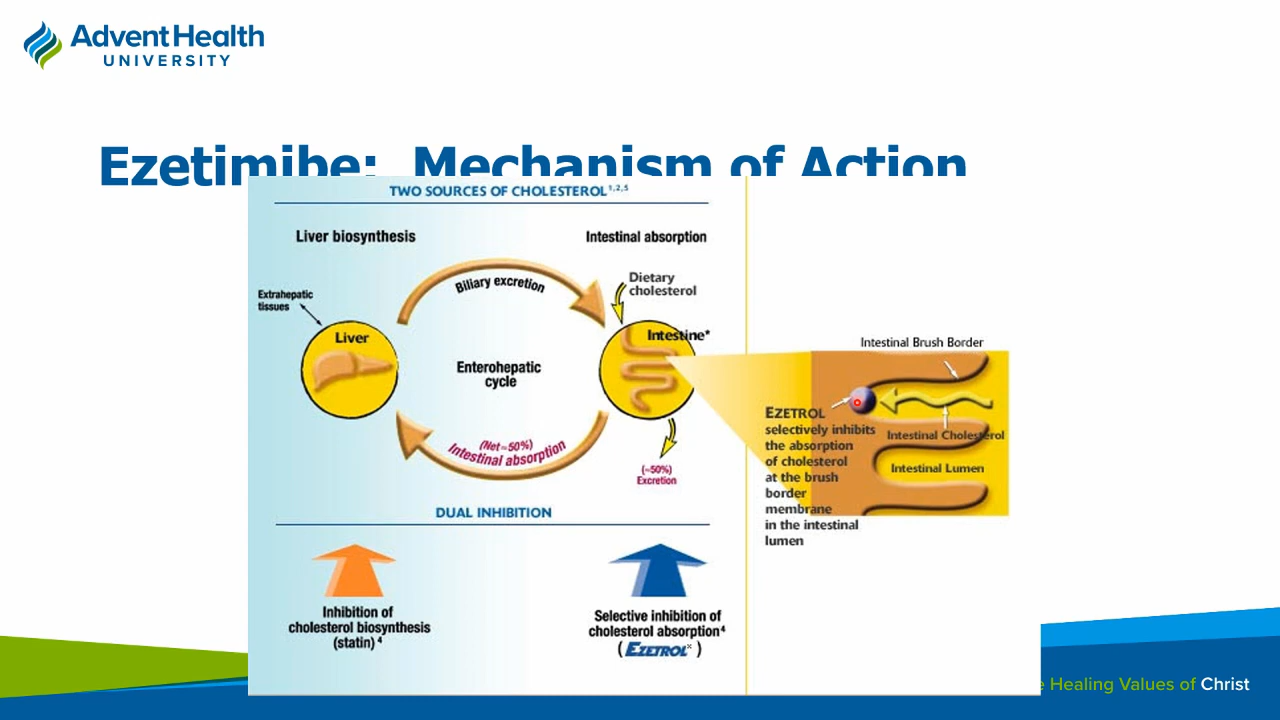 AdventHealth
UNIVERSITY
Ezetimibe: Mechanism of Action
TWO SOURCES OF CHOLESTEROL1,2,5
Liver biosynthesis
Intestinal absorption
Biliary excretion
Dietary
cholesterol
Extrahepatic
tissues
Liver
Intestine*
Enterohepatic
cycle
(Net≈50%)
Intestinal absorption
(≈50%)
Excretion
Intestinal Brush Border
EZETROL
selectively inhibits
the absorption
of cholesterol
at the brush
border
membrane
in the intestinal
lumen
Intestinal Cholesterol
Intestinal Lumen
DUAL INHIBITION
Inhibition of
cholesterol biosynthesis
(statin) 4
Selective inhibition of
cholesterol absorption4
( EZETROL× )
e Healing Values of Christ